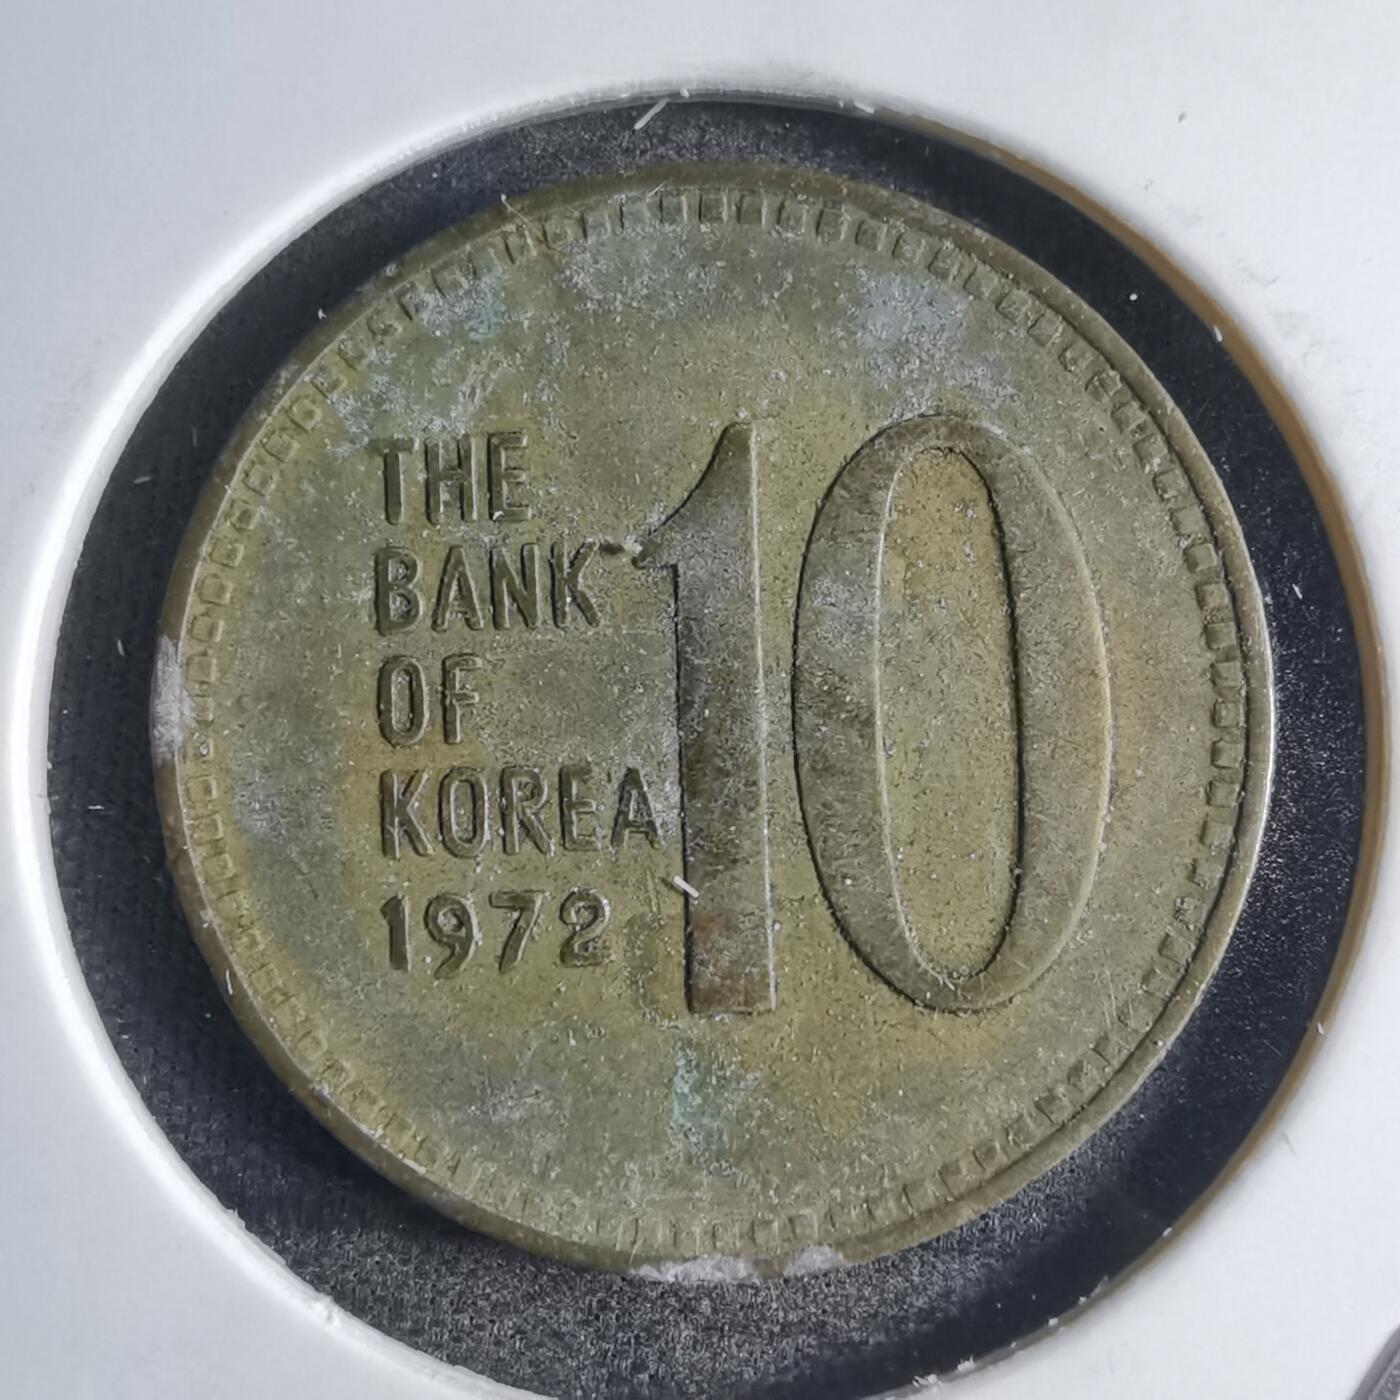 THE
BANK
OF
KOREA
1972
10